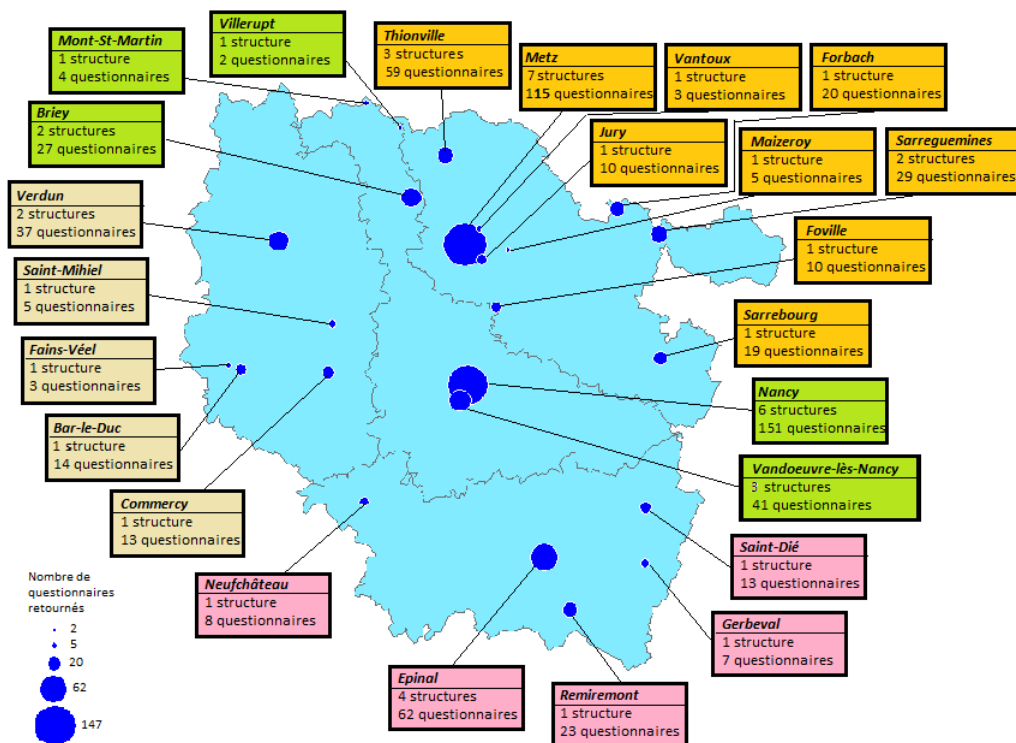 Mont-St-Martin
1 structure
4 questionnaires
Villerupt
1 structure
2 questionnaires
Thionville
3 structures
59 questionnaires
Metz
7 structures
115 questionnaires
Vantoux
1 structure
3 questionnaires
Forbach
1 structure
20 questionnaires
Briey
2 structures
27 questionnaires
Jury
1 structure
10 questionnaires
Maizeroy
1 structure
5 questionnaires
Sarreguemines
2 structures
29 questionnaires
Verdun
2 structures
37 questionnaires
Foville
1 structure
10 questionnaires
Saint-Mihiel
1 structure
5 questionnaires
Sarrebourg
1 structure
19 questionnaires
Fains-Véel
1 structure
3 questionnaires
Nancy
6 structures
151 questionnaires
Bar-le-Duc
1 structure
14 questionnaires
Vandoeuvre-lès-Nancy
3 structures
41 questionnaires
Commercy
1 structure
13 questionnaires
Saint-Dié
1 structure
13 questionnaires
Neufchâteau
1 structure
8 questionnaires
Gerbeval
1 structure
7 questionnaires
Epinal
4 structures
62 questionnaires
Remiremont
1 structure
23 questionnaires
Nombre de
questionnaires
retournés
2
5
20
62
147